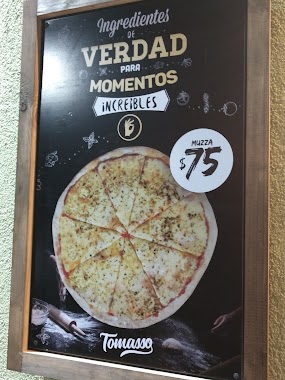 Ingredientes
DE
VERDAD
PARA
MOMENTOS
iNCREÍBLES
MUZZA
$75
Tomasso